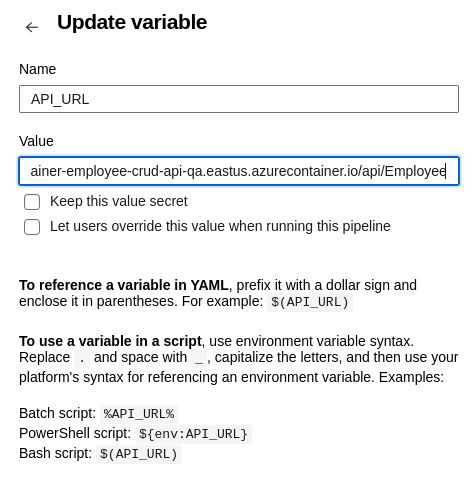 ← Update variable
Name
API_URL
Value
ainer-employee-crud-api-qa.eastus.azurecontainer.io/api/Employee
Keep this value secret
Let users override this value when running this pipeline
To reference a variable in YAML, prefix it with a dollar sign and
enclose it in parentheses. For example: $(API_URL)
To use a variable in a script, use environment variable syntax.
Replace . and space with _, capitalize the letters, and then use your
platform's syntax for referencing an environment variable. Examples:
Batch script: %API_URL%
PowerShell script: ${env:API_URL}
Bash script: $(API_URL)